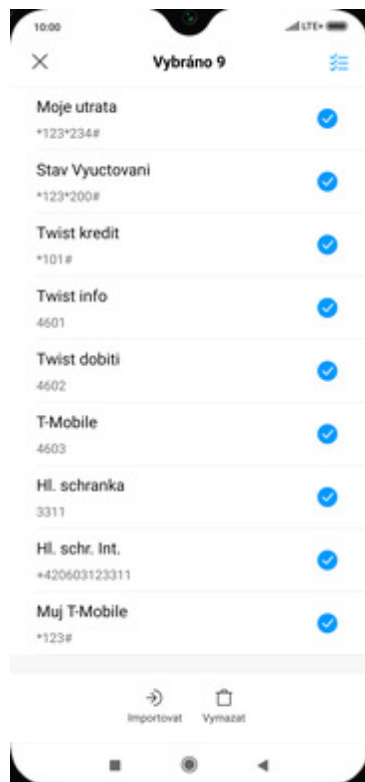 10:00
LTE+
Vybráno 9
Moje utrata
*123*234#
Stav Vyuctovani
*123*200#
Twist kredit
*101#
Twist info
4601
Twist dobiti
4602
T-Mobile
4603
Hl. schranka
3311
Hl. schr. Int.
+420603123311
Muj T-Mobile
*123#
Importovat
Vymazat